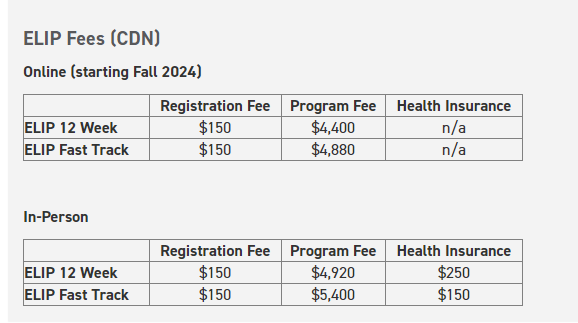 ELIP Fees (CDN)
Online (starting Fall 2024)
Registration Fee Program Fee Health Insurance
ELIP 12 Week $150 $4,400 n/a
ELIP Fast Track $150 $4,880 n/a
In-Person
Registration Fee Program Fee Health Insurance
ELIP 12 Week $150 $4,920 $250
ELIP Fast Track $150 $5,400 $150